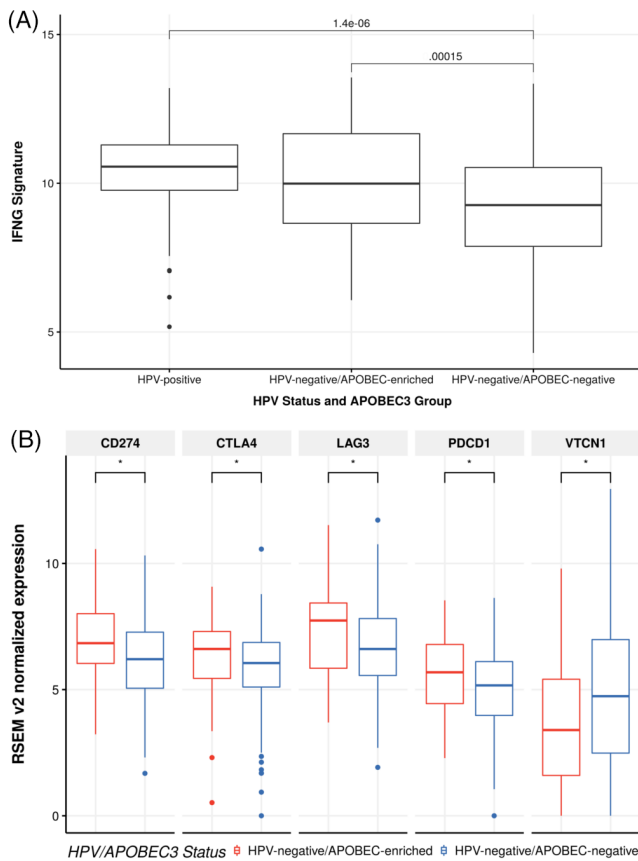 (A)
1.4e-06
.00015
15
10
5
IFNG Signature
HPV-positive HPV-negative/APOBEC-enriched HPV-negative/APOBEC-negative
HPV Status and APOBEC3 Group
(B)
CD274 CTLA4 LAG3 PDCD1 VTCN1
* * * * *
10
5
0
RSEM v2 normalized expression
HPV/APOBEC3 Status HPV-negative/APOBEC-enriched HPV-negative/APOBEC-negative